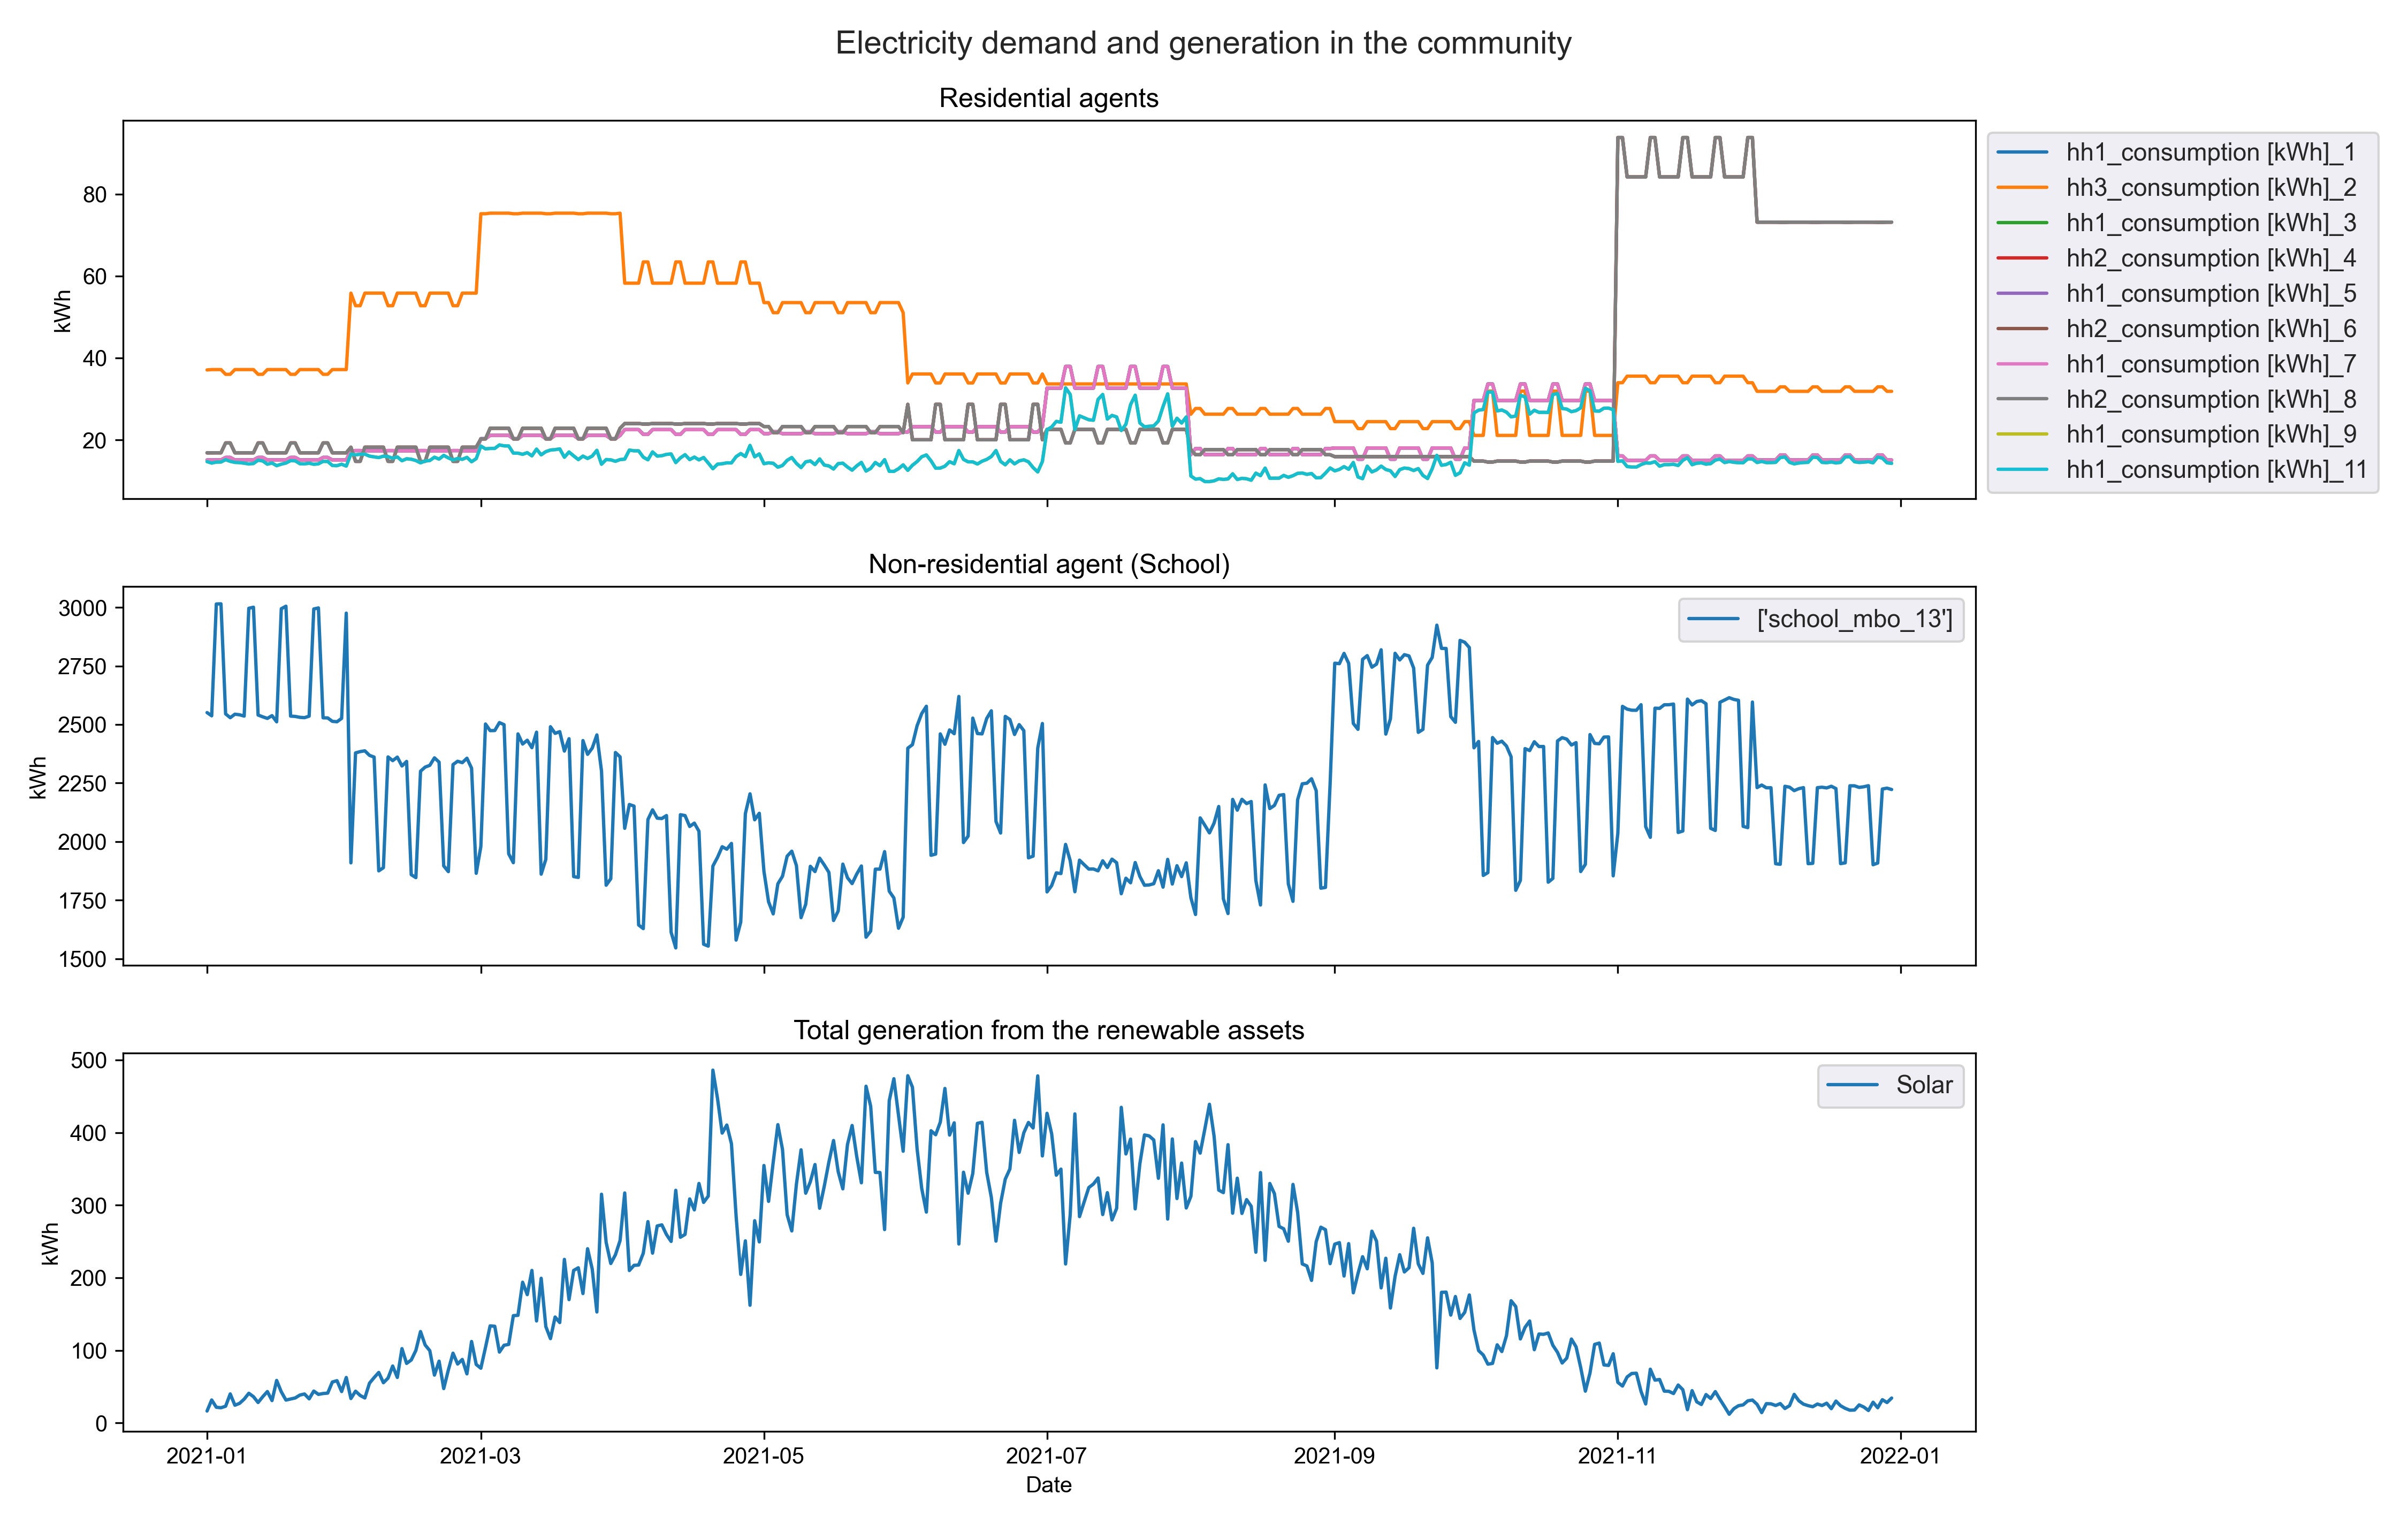 Electricity demand and generation in the community
Residential agents
kWh
80
60
40
20
hh1_consumption [kWh]_1
hh3_consumption [kWh]_2
hh1_consumption [kWh]_3
hh2_consumption [kWh]_4
hh1_consumption [kWh]_5
hh2_consumption [kWh]_6
hh1_consumption [kWh]_7
hh2_consumption [kWh]_8
hh1_consumption [kWh]_9
hh1_consumption [kWh]_11
Non-residential agent (School)
kWh
3000
2750
2500
2250
2000
1750
1500
['school_mbo_13']
Total generation from the renewable assets
kWh
500
400
300
200
100
0
Solar
2021-01 2021-03 2021-05 2021-07 2021-09 2021-11 2022-01
Date